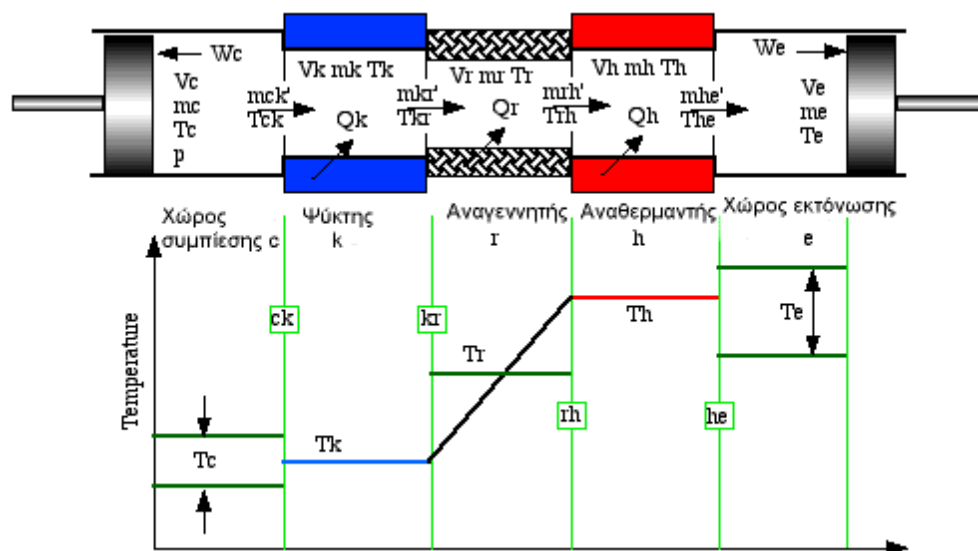 Wc
We
Vc
mc
Tc
p
mck'
Tck
Vk mk Tk
Qk
mkr'
Tkr
Vr mr Tr
Qr
mrh'
Trh
Vh mh Th
Qh
mhe'
The
Ve
me
Te
Χώρος
συμπίεσης c
Ψύκτης
k
Αναγεννητής
r
Αναθερμαντής
h
Χώρος εκτόνωσης
e
Temperature
ck
kr
rh
he
Tc
Tk
Tr
Th
Te